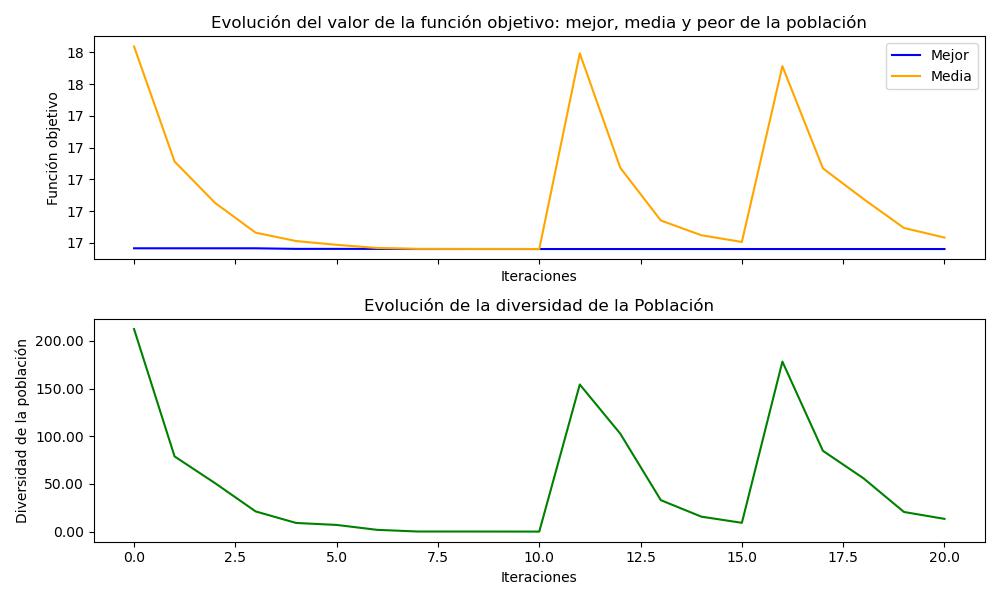 Evolución del valor de la función objetivo: mejor, media y peor de la población
Mejor
Media
18
18
17
17
17
17
17
Función objetivo
Iteraciones
Evolución de la diversidad de la Población
200.00
150.00
100.00
50.00
0.00
Diversidad de la población
0.0 2.5 5.0 7.5 10.0 12.5 15.0 17.5 20.0
Iteraciones